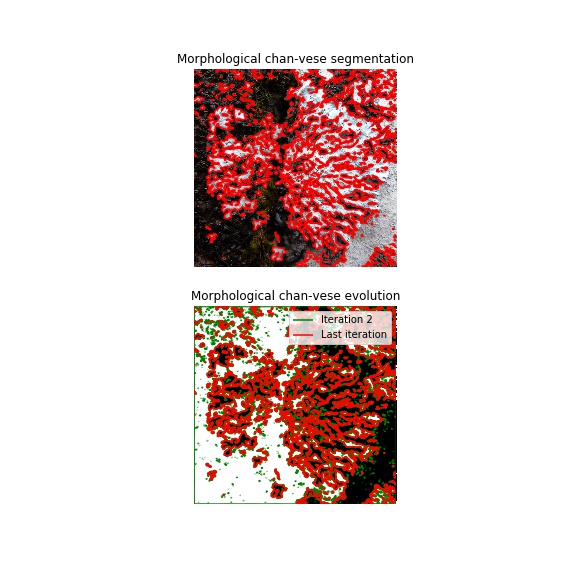 Morphological chan-vese segmentation
Morphological chan-vese evolution
Iteration 2
Last iteration